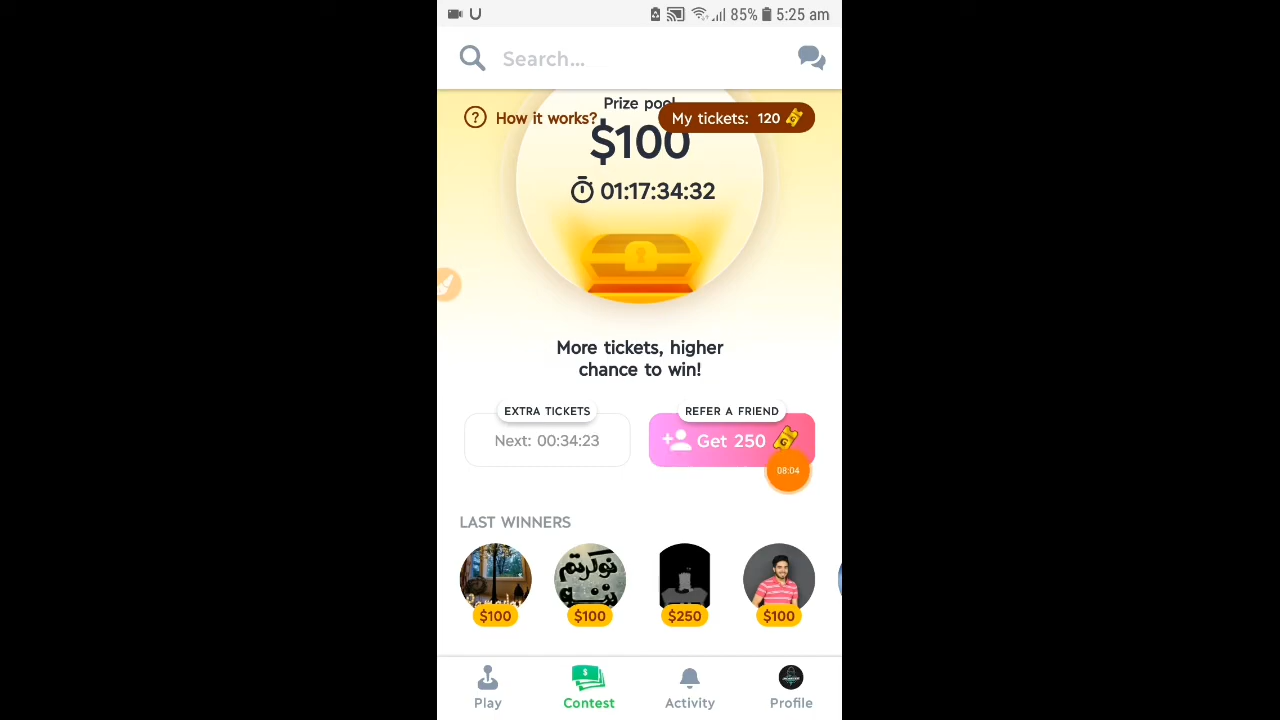 85% 5:25 am
Search...
Prize pool
How it works?
My tickets: 120
$100
01:17:34:32
More tickets, higher
chance to win!
EXTRA TICKETS
REFER A FRIEND
Next: 00:34:23
Get 250
08:04
LAST WINNERS
نوکرتم
ننه
$100
$100
$250
$100
Play
Contest
Activity
Profile